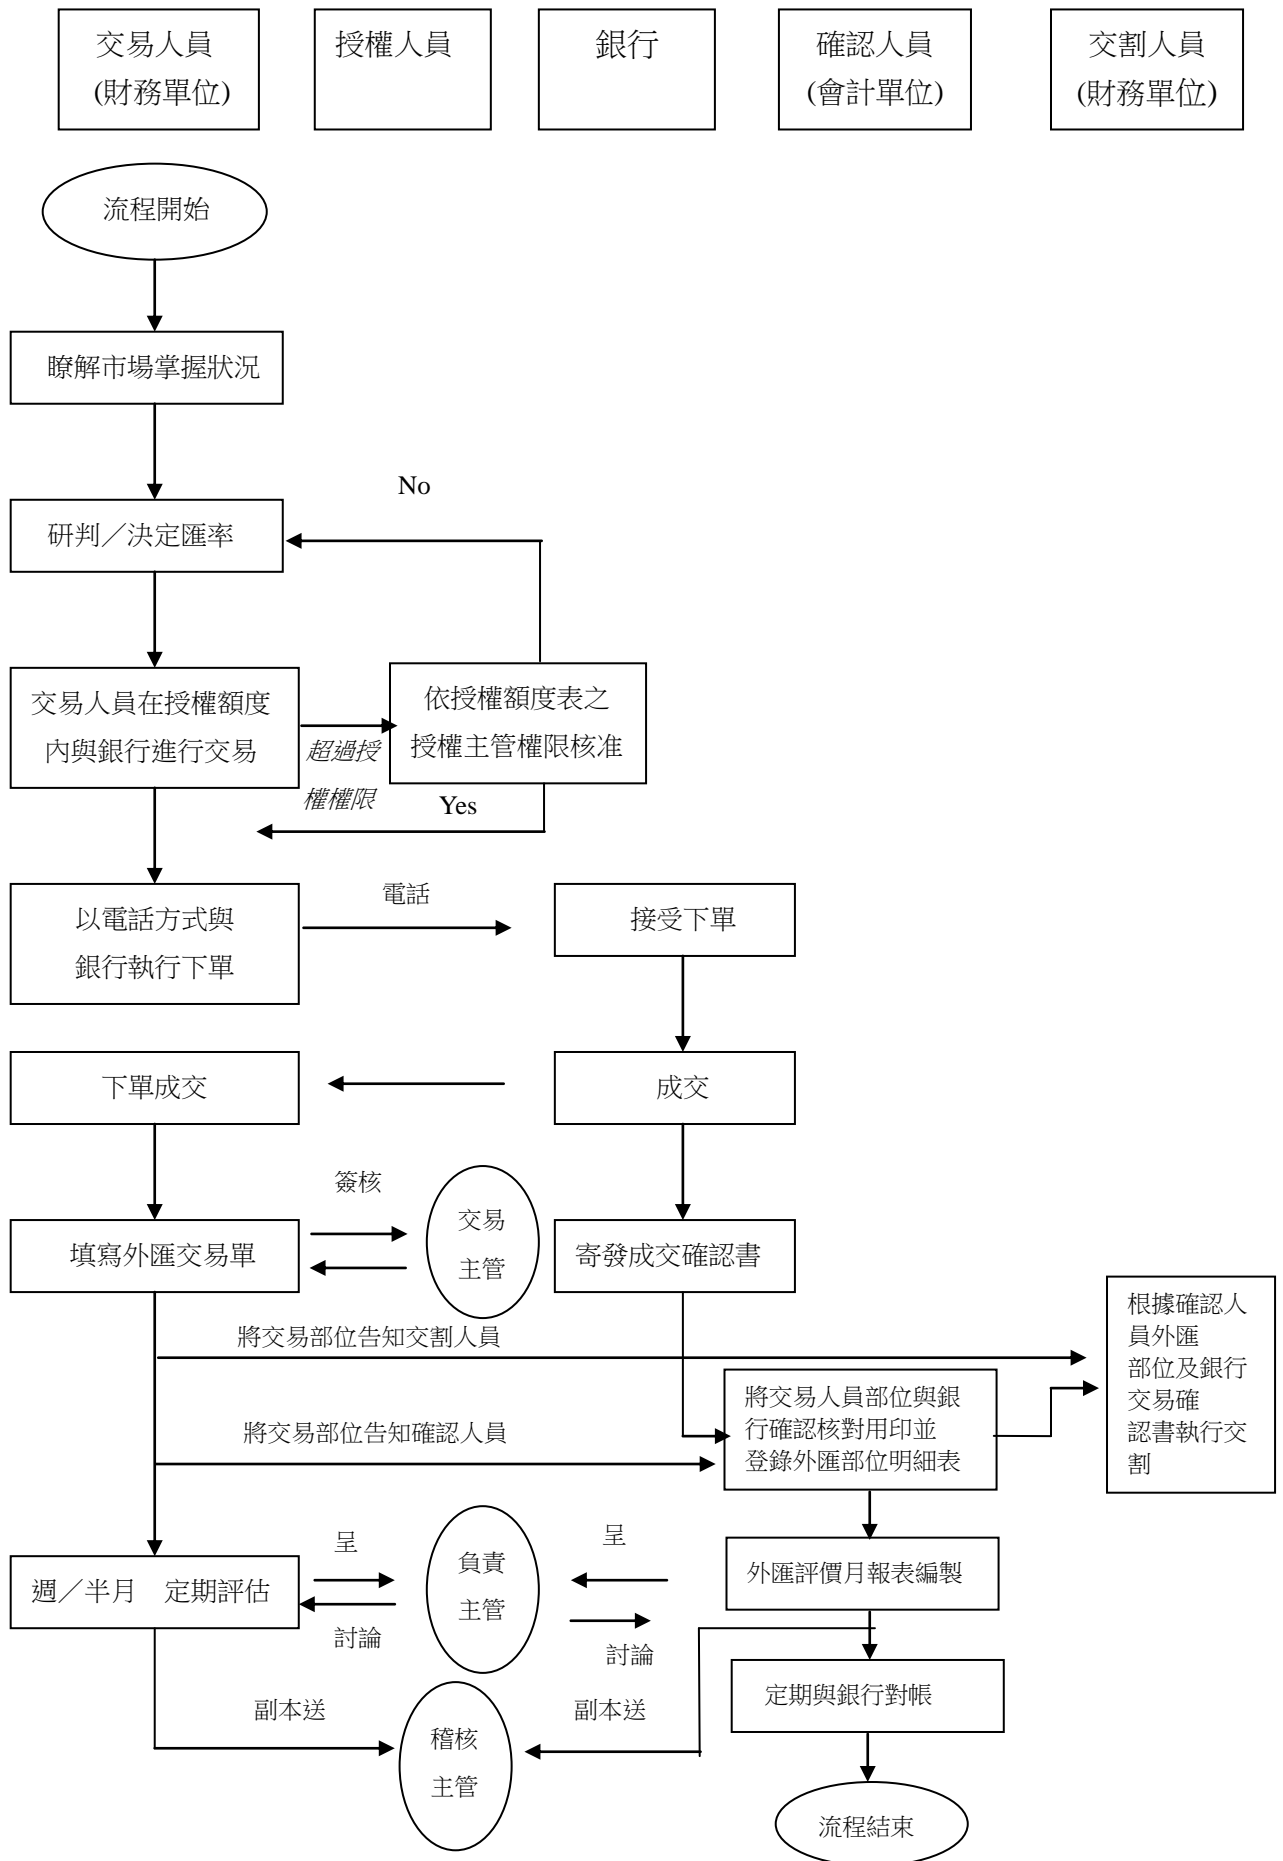 交易人員
(財務單位)
授權人員
銀行
確認人員
(會計單位)
交割人員
(財務單位)
流程開始
瞭解市場掌握狀況
No
研判／決定匯率
交易人員在授權額度
內與銀行進行交易
超過授
權權限
依授權額度表之
授權主管權限核准
Yes
以電話方式與
銀行執行下單
電話
接受下單
下單成交
成交
簽核
填寫外匯交易單
交易
主管
寄發成交確認書
將交易部位告知交割人員
根據確認人
員外匯
部位及銀行
交易確
認書執行交
割
將交易部位告知確認人員
將交易人員部位與銀
行確認核對用印並
登錄外匯部位明細表
呈
呈
週／半月 定期評估
負責
主管
外匯評價月報表編製
討論
討論
副本送
副本送
定期與銀行對帳
稽核
主管
流程結束